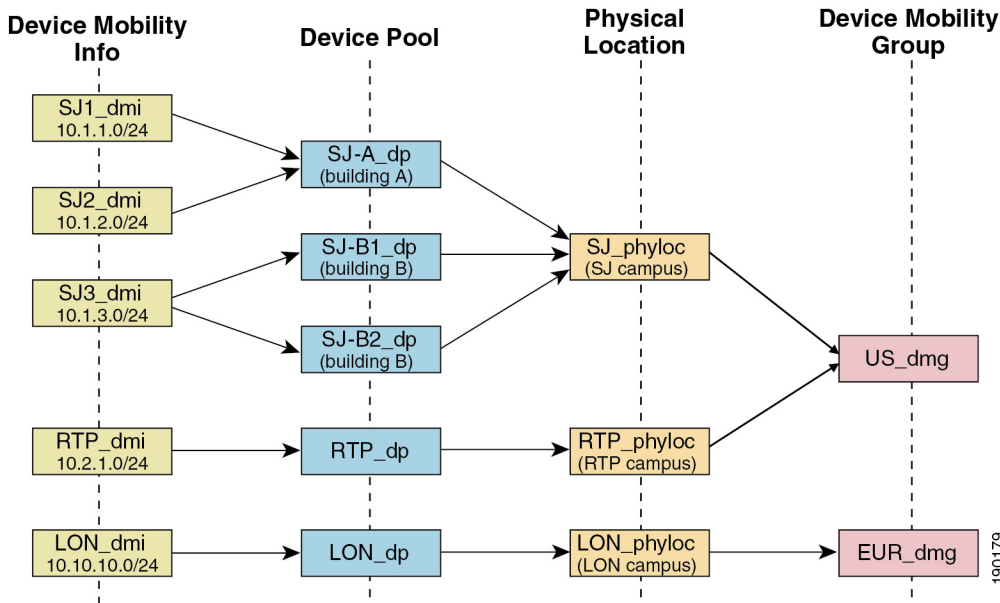 Device Mobility
Info
Device Pool
Physical
Location
Device Mobility
Group
SJ1_dmi
10.1.1.0/24
SJ2_dmi
10.1.2.0/24
SJ3_dmi
10.1.3.0/24
RTP_dmi
10.2.1.0/24
LON_dmi
10.10.10.0/24
SJ-A_dp
(building A)
SJ-B1_dp
(building B)
SJ-B2_dp
(building B)
RTP_dp
LON_dp
SJ_phyloc
(SJ campus)
RTP_phyloc
(RTP campus)
LON_phyloc
(LON campus)
US_dmg
EUR_dmg
190179